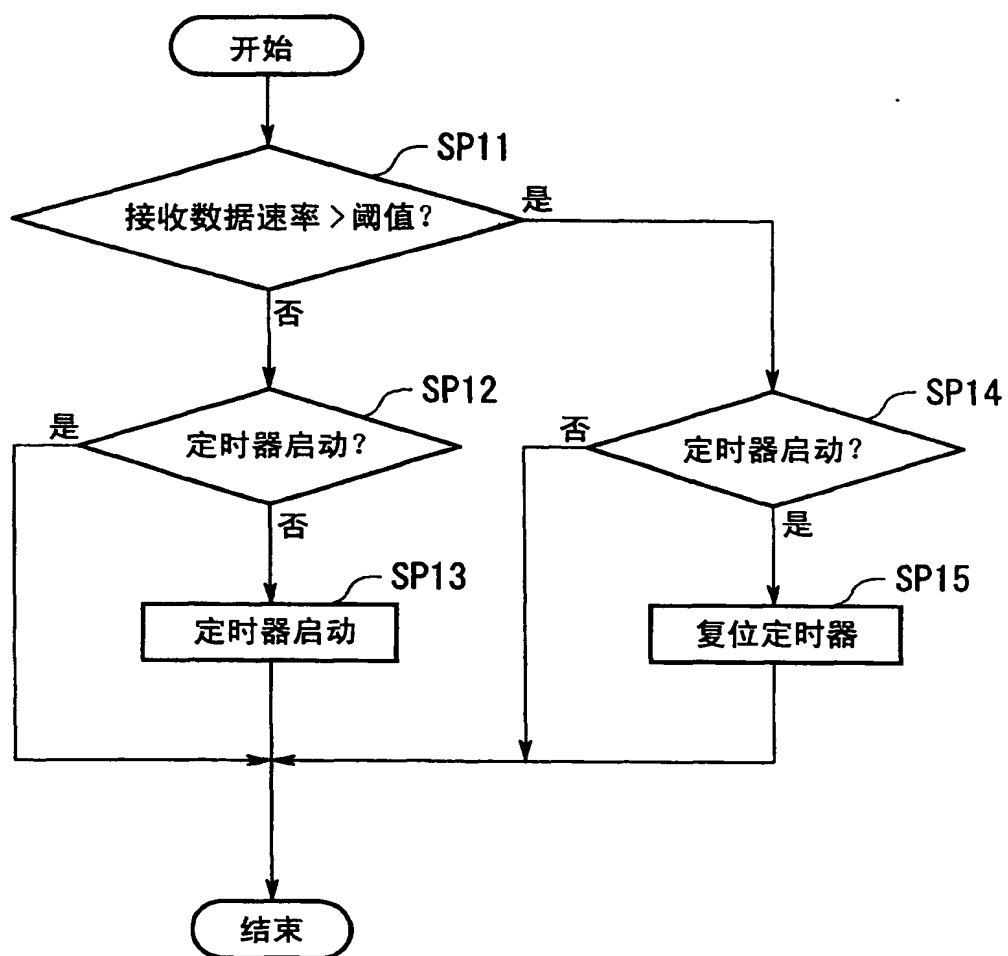 开始
SP11
接收数据速率＞阈值？
是
否
SP12
是
定时器启动？
否
SP13
定时器启动
SP14
否
定时器启动？
是
SP15
复位定时器
结束